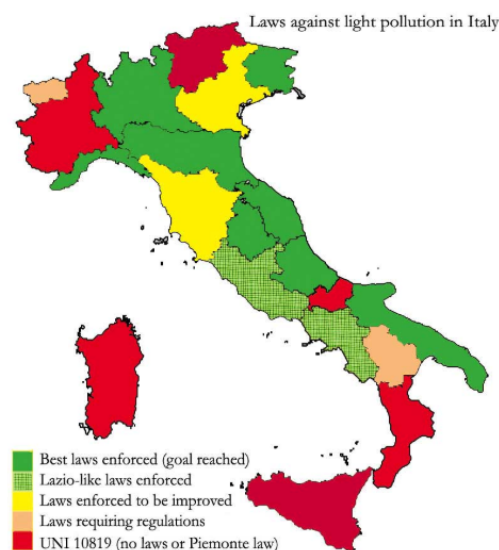 Laws against light pollution in Italy
Best laws enforced (goal reached)
Lazio-like laws enforced
Laws enforced to be improved
Laws requiring regulations
UNI 10819 (no laws or Piemonte law)